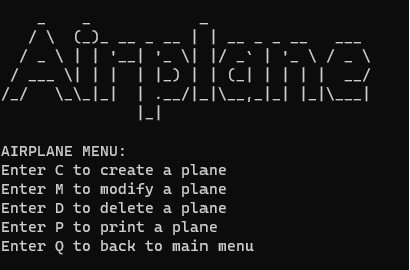 Airplane
AIRPLANE MENU:
Enter C to create a plane
Enter M to modify a plane
Enter D to delete a plane
Enter P to print a plane
Enter Q to back to main menu